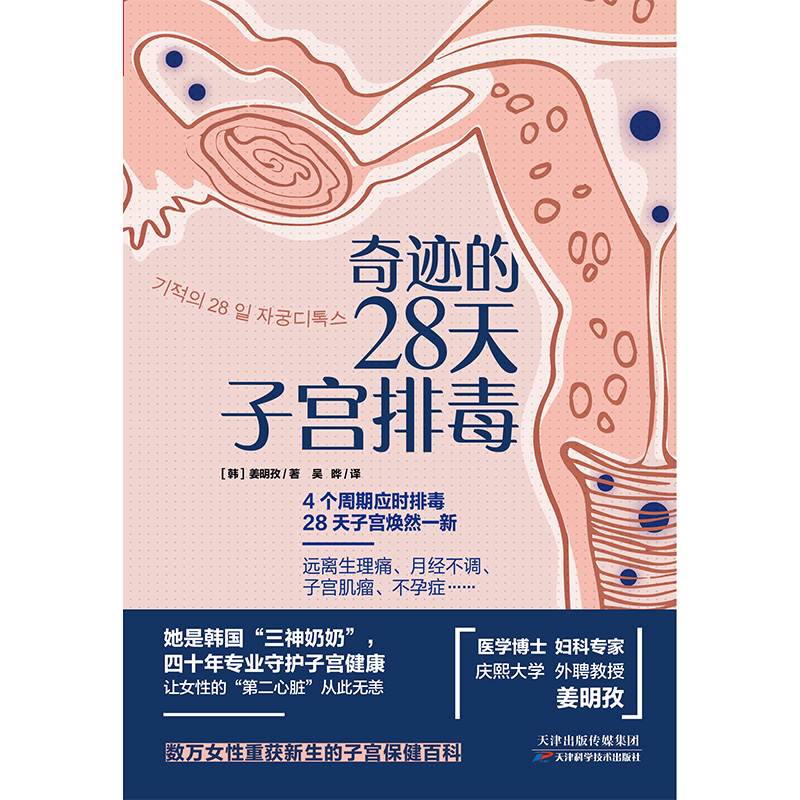 奇迹的
28天
子宫排毒
기적의 28 일 자궁디톡스
［韩］姜明孜/著 吴 晔/译
4 个周期应时排毒
28 天子宫焕然一新
远离生理痛、月经不调、
子宫肌瘤、不孕症……
她是韩国“三神奶奶”，
四十年专业守护子宫健康
让女性的“第二心脏”从此无恙
数万女性重获新生的子宫保健百科
医学博士 妇科专家
庆熙大学 外聘教授
姜明孜
天津出版传媒集团
天津科学技术出版社